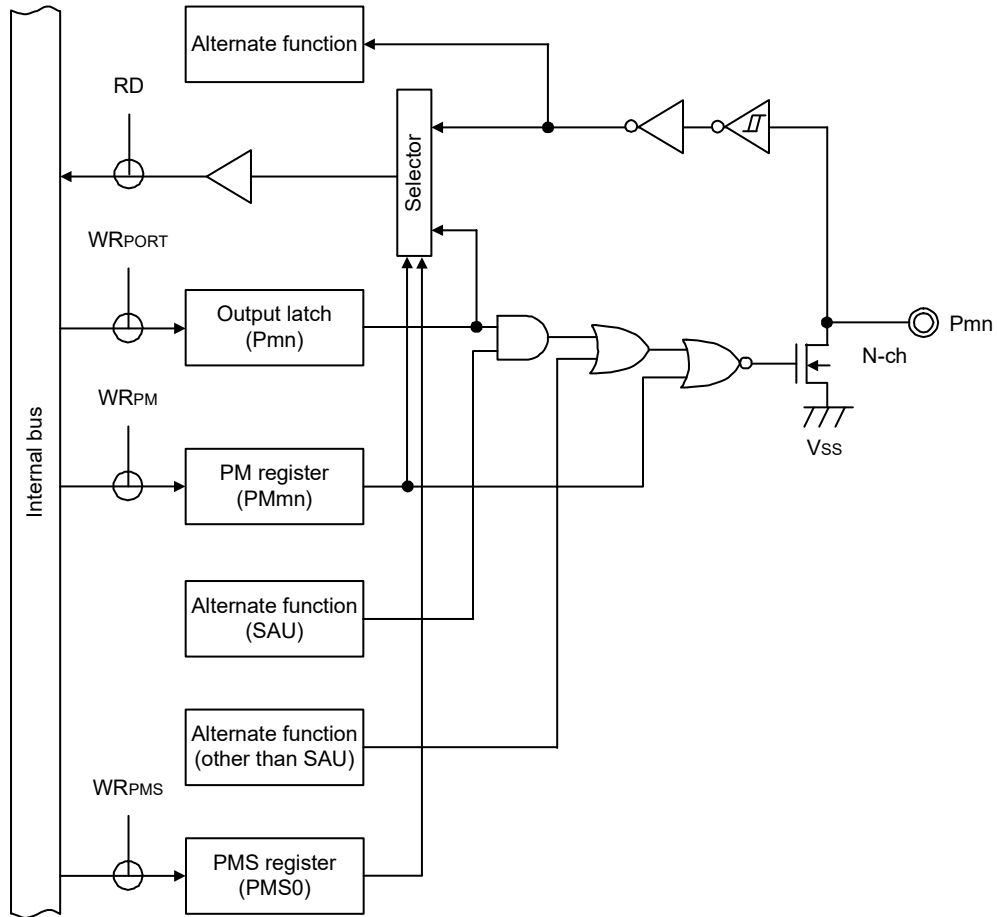 Alternate function
RD
Selector
WRPORT
Output latch
(Pmn)
Pmn
N-ch
VSS
WRPM
PM register
(PMmn)
Internal bus
Alternate function
(SAU)
Alternate function
(other than SAU)
WRPMS
PMS register
(PMS0)